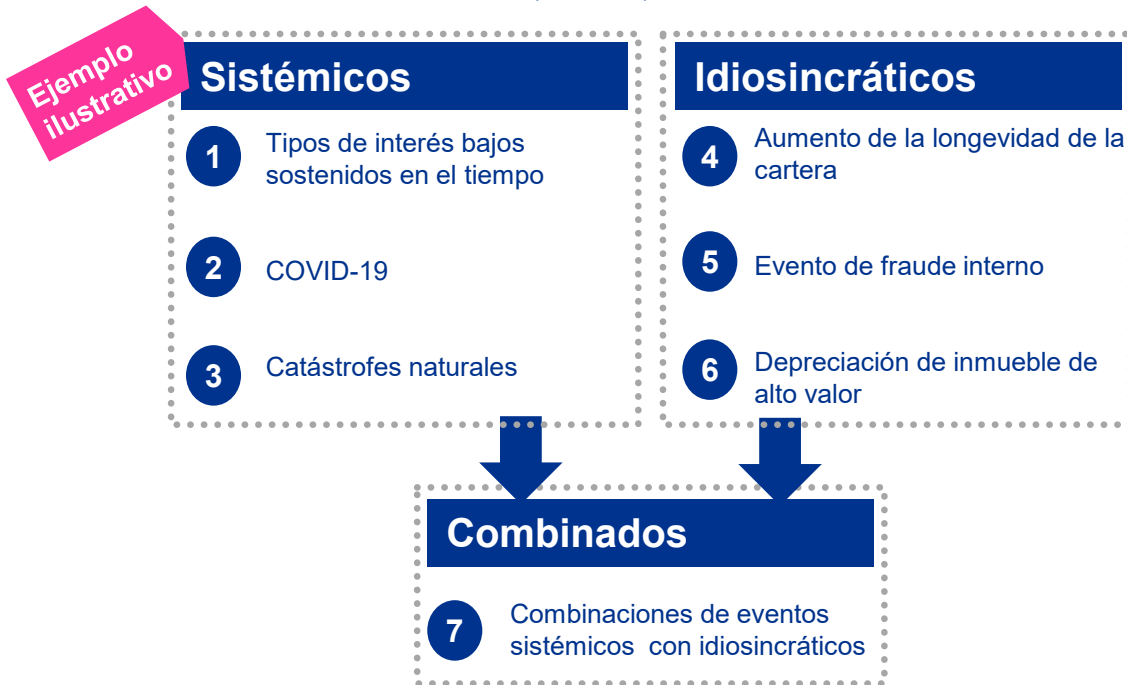 Ejemplo
ilustrativo
Sistémicos
1
Tipos de interés bajos
sostenidos en el tiempo
2
COVID-19
3
Catástrofes naturales
Idiosincráticos
4
Aumento de la longevidad de la
cartera
5
Evento de fraude interno
6
Depreciación de inmueble de
alto valor
Combinados
7
Combinaciones de eventos
sistémicos  con idiosincráticos